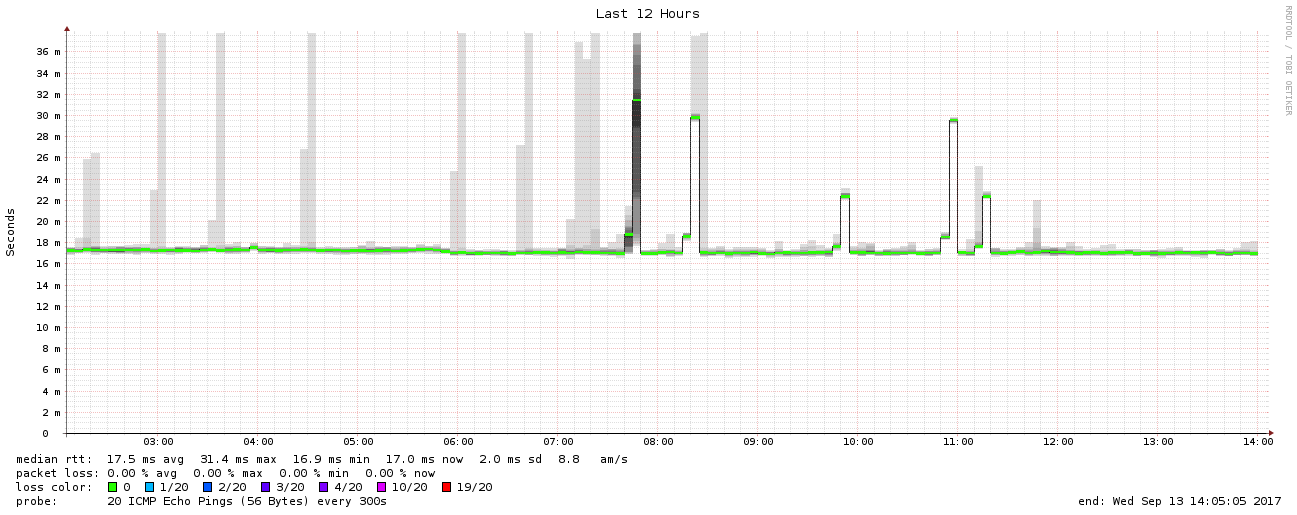 Last 12 Hours
RRDTOOL / TOBI OETIKER
Seconds
36 m
34 m
32 m
30 m
28 m
26 m
24 m
22 m
20 m
18 m
16 m
14 m
12 m
10 m
8 m
6 m
4 m
2 m
0
03:00 04:00 05:00 06:00 07:00 08:00 09:00 10:00 11:00 12:00 13:00 14:00
median rtt: 17.5 ms avg 31.4 ms max 16.9 ms min 17.0 ms now 2.0 ms sd 8.8 am/s
packet loss: 0.00 % avg 0.00 % max 0.00 % min 0.00 % now
loss color: 0 1/20 2/20 3/20 4/20 10/20 19/20
probe: 20 ICMP Echo Pings (56 Bytes) every 300s end: Wed Sep 13 14:05:05 2017